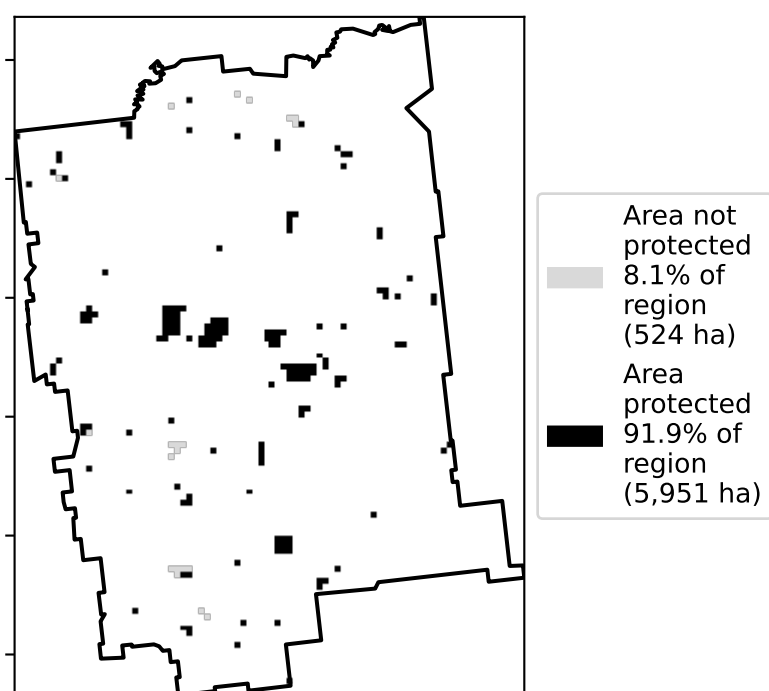 Area not
protected
8.1% of
region
(524 ha)
Area
protected
91.9% of
region
(5,951 ha)